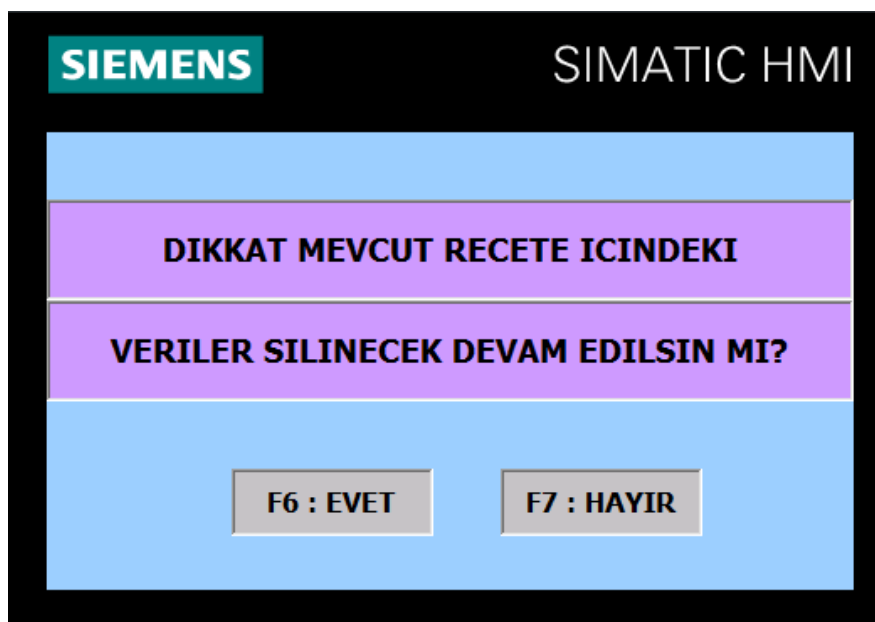 SIEMENS
SIMATIC HMI
DIKKAT MEVCUT RECETE ICINDEKI
VERILER SILINECEK DEVAM EDILSIN MI?
F6 : EVET
F7 : HAYIR